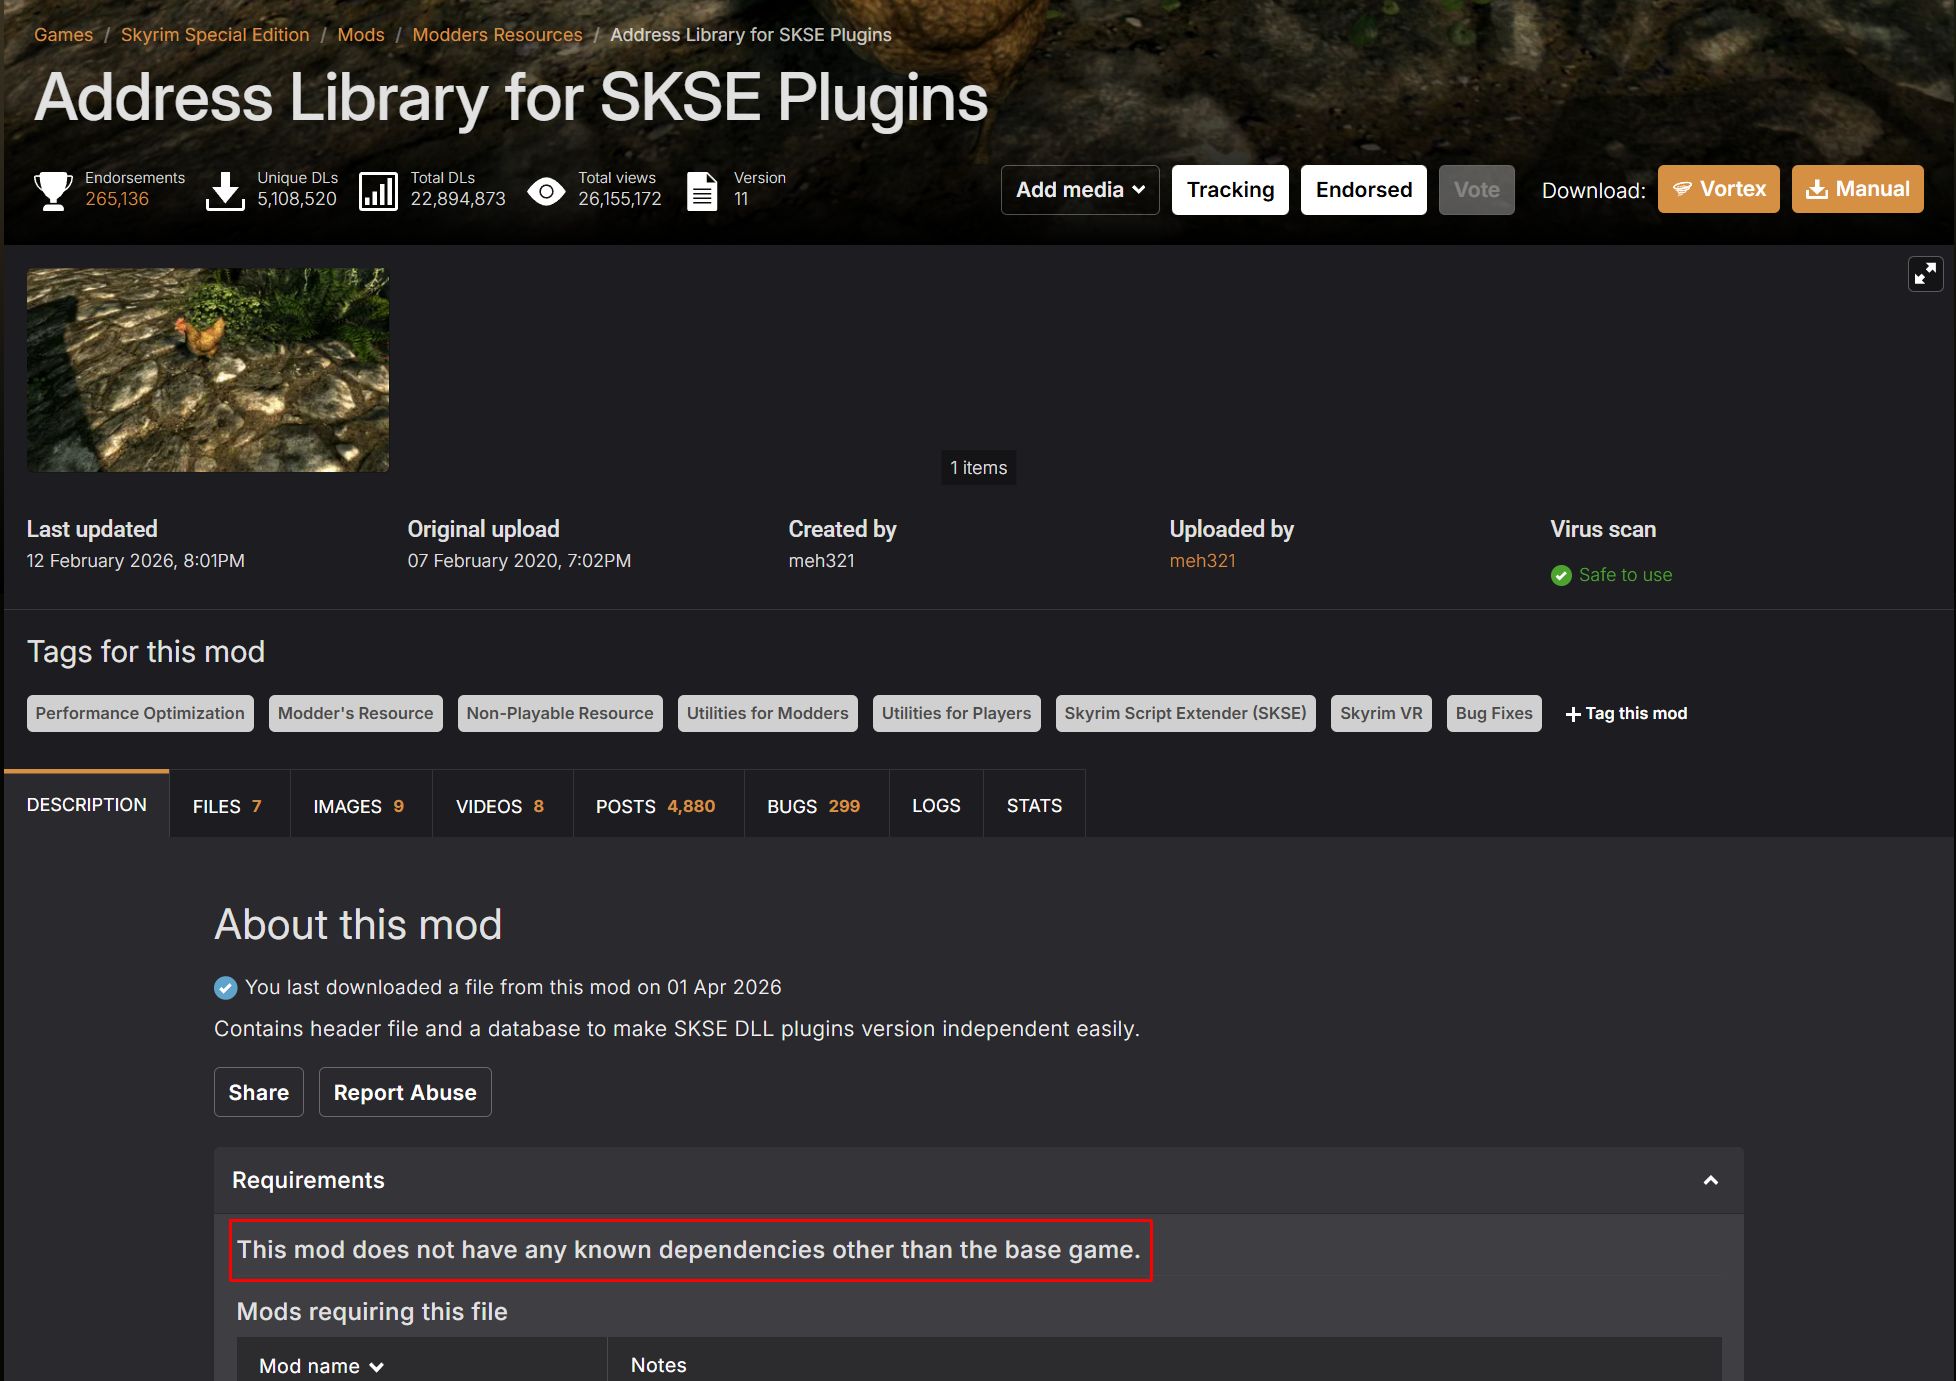 Games / Skyrim Special Edition / Mods / Modders Resources / Address Library for SKSE Plugins
Address Library for SKSE Plugins
Endorsements Unique DLs Total DLs Total views Version
265,136 5,108,520 22,894,873 26,155,172 11
Add media Tracking Endorsed Vote Download: Vortex Manual
1 items
Last updated Original upload Created by Uploaded by Virus scan
12 February 2026, 8:01PM 07 February 2020, 7:02PM meh321 meh321 Safe to use
Tags for this mod
Performance Optimization Modder's Resource Non-Playable Resource Utilities for Modders Utilities for Players Skyrim Script Extender (SKSE) Skyrim VR Bug Fixes + Tag this mod
DESCRIPTION FILES 7 IMAGES 9 VIDEOS 8 POSTS 4,880 BUGS 299 LOGS STATS
About this mod
You last downloaded a file from this mod on 01 Apr 2026
Contains header file and a database to make SKSE DLL plugins version independent easily.
Share Report Abuse
Requirements
This mod does not have any known dependencies other than the base game.
Mods requiring this file
Mod name Notes